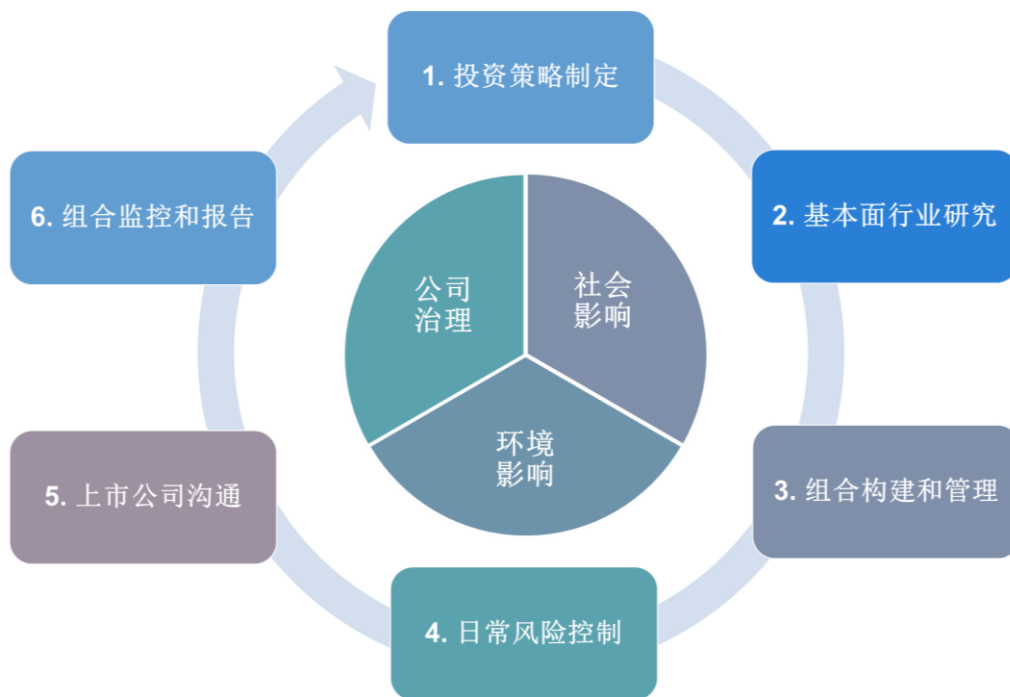 1. 投资策略制定
2. 基本面行业研究
3. 组合构建和管理
4. 日常风险控制
5. 上市公司沟通
6. 组合监控和报告
公司
治理
社会
影响
环境
影响